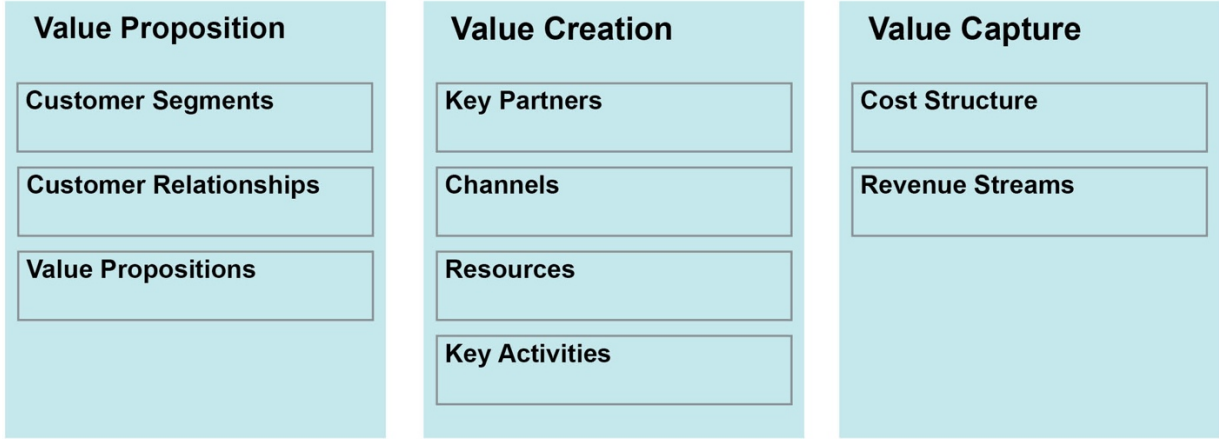 Value Proposition
Customer Segments
Customer Relationships
Value Propositions
Value Creation
Key Partners
Channels
Resources
Key Activities
Value Capture
Cost Structure
Revenue Streams